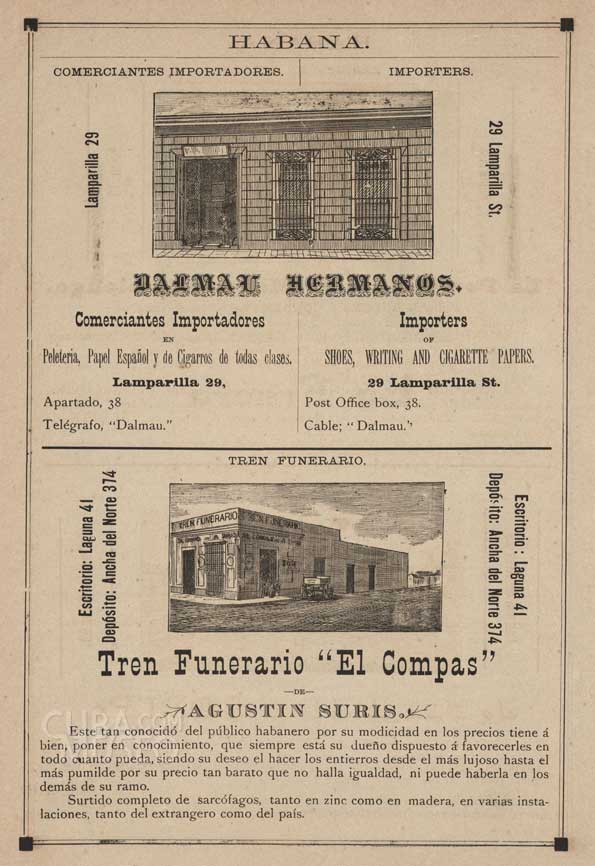 HABANA.
COMERCIANTES IMPORTADORES.
IMPORTERS.
Lamparilla 29
29 Lamparilla St.
DALMAU HERMANOS.
Comerciantes Importadores
EN
Peleteria, Papel Español y de Cigarros de todas clases.
Lamparilla 29,
Apartado, 38
Telégrafo, "Dalmau."
Importers
OF
SHOES, WRITING AND CIGARETTE PAPERS.
29 Lamparilla St.
Post Office box, 38.
Cable; "Dalmau.'
TREN FUNERARIO.
Escritorio: Laguna 41
Depósito: Ancha del Norte 374
TREN FUNERARIO
TREN FUNERARIO
Escritorio: Laguna 41
Depósito: Ancha del Norte 374
Tren Funerario "El Compas"
—DE—
AGUSTIN SURIS.
Este tan conocidó del público habanero por su modicidad en los precios tiene á
bien, poner en conocimiento, que siempre está su dueño dispuesto á favorecerles en
todo cuanto pueda, siendo su deseo el hacer los entierros desde el más lujoso hasta el
más pumilde por su precio tan barato que no halla igualdad, ni puede haberla en los
demás de su ramo.
Surtido completo de sarcófagos, tanto en zinc como en madera, en varias insta-
laciones, tanto del extrangero como del país.
CUBA